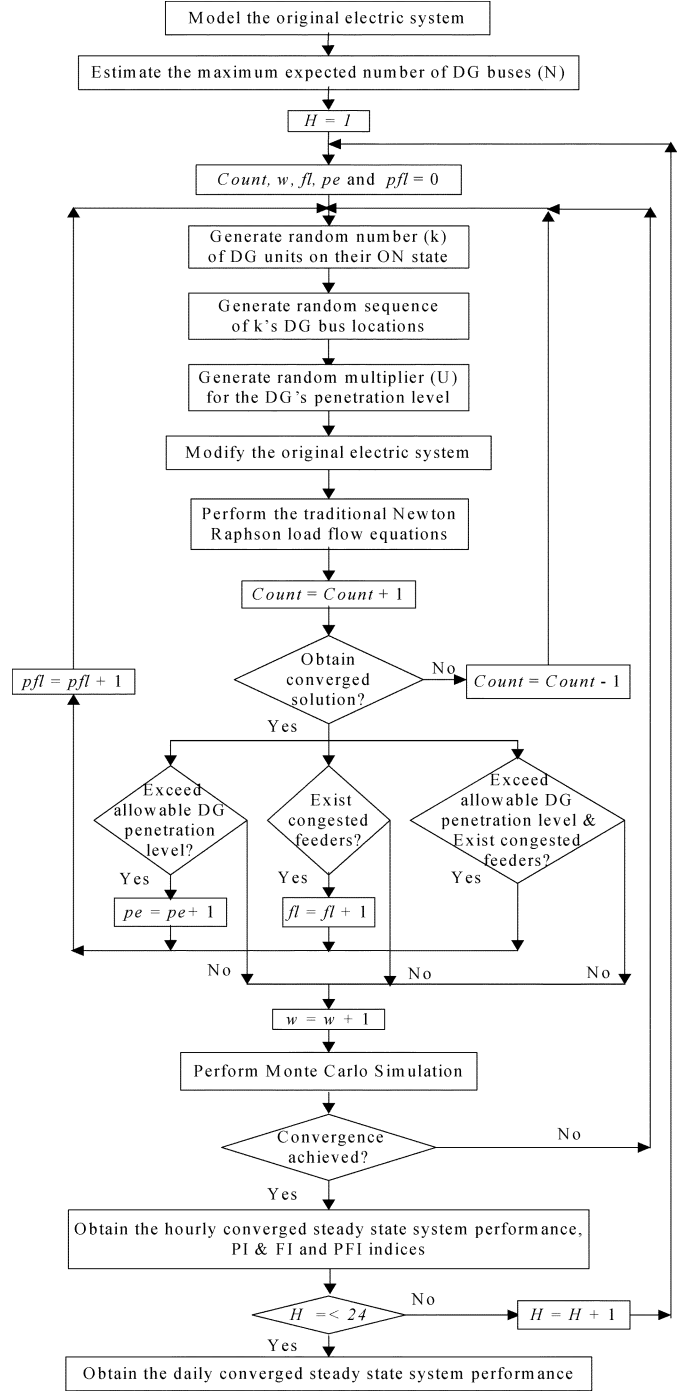 Model the original electric system
Estimate the maximum expected number of DG buses (N)
H = 1
Count, w, fl, pe and pfl = 0
Generate random number (k)
of DG units on their ON state
Generate random sequence
of k's DG bus locations
Generate random multiplier (U)
for the DG's penetration level
Modify the original electric system
Perform the traditional Newton
Raphson load flow equations
Count = Count + 1
Obtain
converged
solution?
No
Count = Count - 1
pfl = pfl + 1
Yes
Exceed
allowable DG
penetration
level?
Exist
congested
feeders?
Exceed
allowable DG
penetration level &
Exist congested
feeders?
Yes
Yes
Yes
pe = pe + 1
fl = fl + 1
No
No
No
w = w + 1
Perform Monte Carlo Simulation
Convergence
achieved?
No
Yes
Obtain the hourly converged steady state system performance,
PI & FI and PFI indices
H =< 24
No
H = H + 1
Yes
Obtain the daily converged steady state system performance